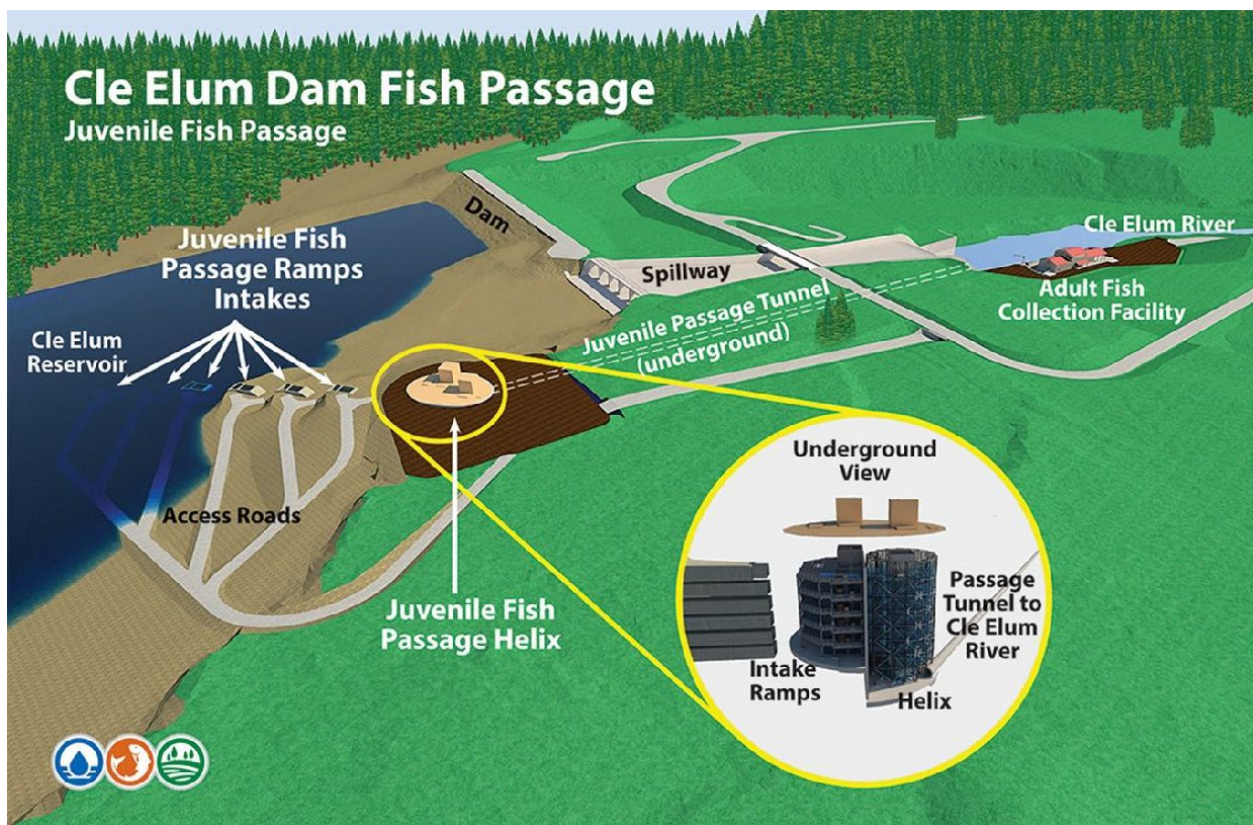 Cle Elum Dam Fish Passage
Juvenile Fish Passage
Dam
Juvenile Fish
Passage Ramps
Intakes
Cle Elum
Reservoir
Spillway
Cle Elum River
Adult Fish
Collection Facility
Juvenile Passage Tunnel
(underground)
Access Roads
Juvenile Fish
Passage Helix
Underground
View
Passage
Tunnel to
Cle Elum
River
Intake
Ramps
Helix